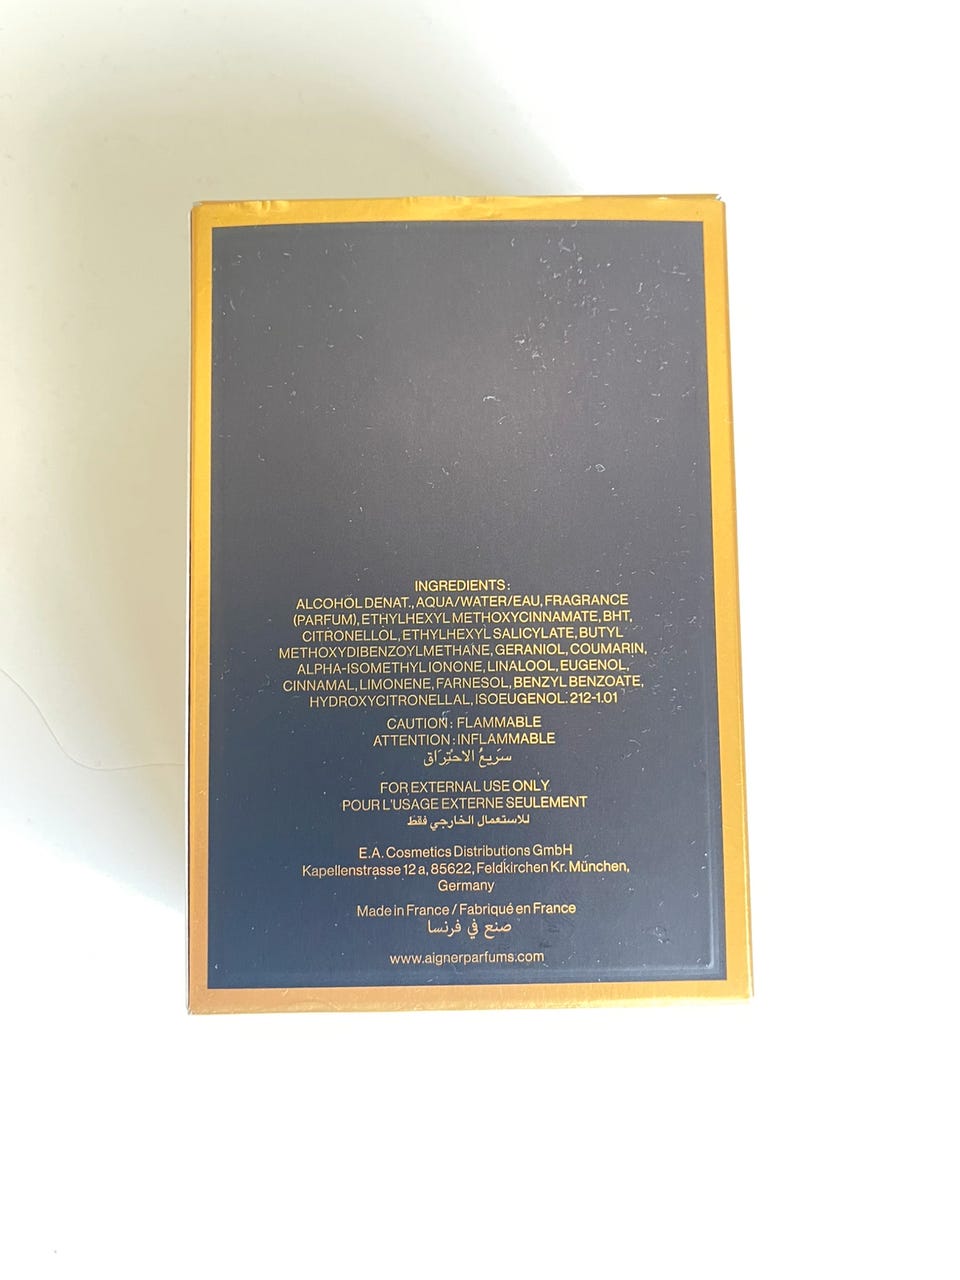 INGREDIENTS:
ALCOHOL DENAT., AQUA/WATER/EAU, FRAGRANCE
(PARFUM), ETHYLHEXYL METHOXYCINNAMATE, BHT,
CITRONELLOL, ETHYLHEXYL SALICYLATE, BUTYL
METHOXYDIBENZOYLMETHANE, GERANIOL, COUMARIN,
ALPHA-ISOMETHYL IONONE, LINALOOL, EUGENOL,
CINNAMAL, LIMONENE, FARNESOL, BENZYL BENZOATE,
HYDROXYCITRONELLAL, ISOEUGENOL. 212-1.01
CAUTION: FLAMMABLE
ATTENTION: INFLAMMABLE
سَريعُ الاحتِراق
FOR EXTERNAL USE ONLY
POUR L'USAGE EXTERNE SEULEMENT
للاستعمال الخارجي فقط
E.A. Cosmetics Distributions GmbH
Kapellenstrasse 12 a, 85622, Feldkirchen Kr. München,
Germany
Made in France / Fabriqué en France
صنع في فرنسا
www.aignerparfums.com